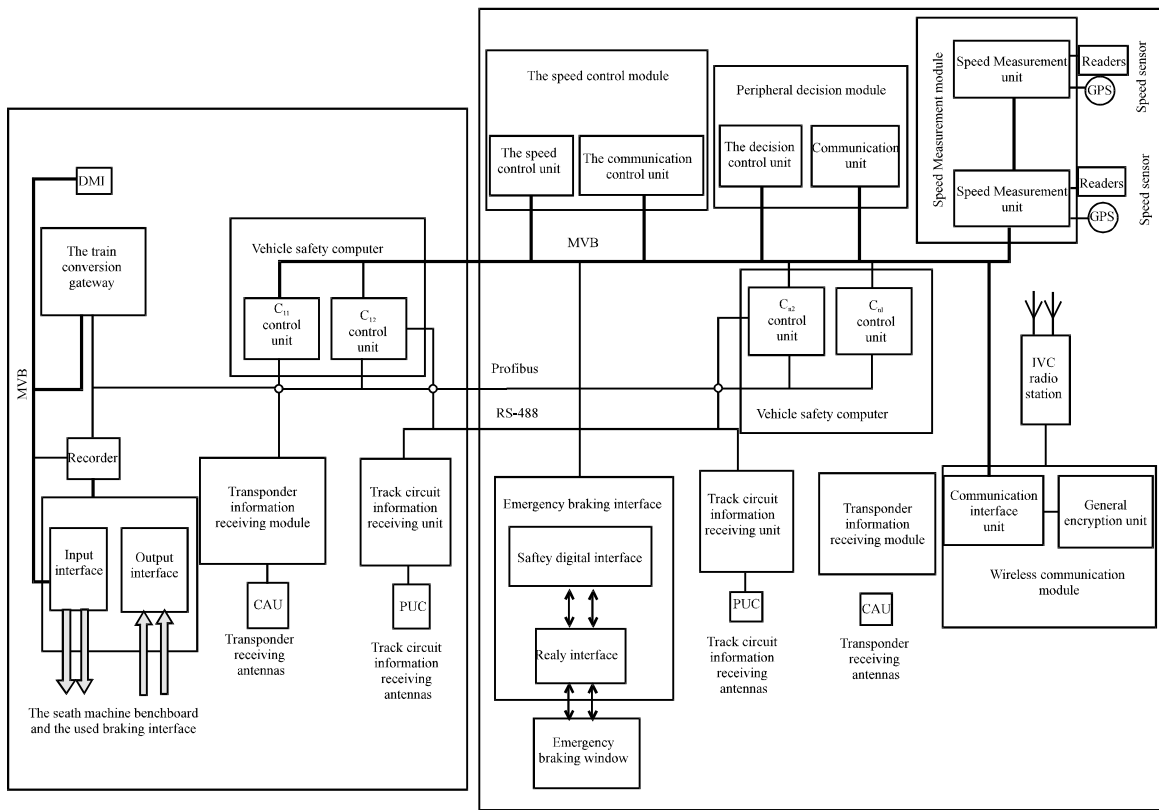 DMI
The train
conversion
gateway
MVB
Recorder
Input
interface
Output
interface
The seath machine benchboard
and the used braking interface
Vehicle safety computer
C11
control
unit
C12
control
unit
Transponder
information
receiving module
CAU
Transponder
receiving
antennas
Track circuit
information
receiving unit
PUC
Track circuit
information
receiving
antennas
Profibus
RS-488
The speed control module
The speed
control unit
The communication
control unit
MVB
Peripheral decision module
The decision
control unit
Communication
unit
Speed Measurement module
Speed Measurement
unit
Readers
GPS
Speed sensor
Speed Measurement
unit
Readers
GPS
Speed sensor
Cn2
control
unit
Cnl
control
unit
Vehicle safety computer
IVC
radio
station
Emergency braking interface
Saftey digital interface
Realy interface
Emergency
braking window
Track circuit
information
receiving unit
PUC
Track circuit
information
receiving
antennas
Transponder
information
receiving module
CAU
Transponder
receiving
antennas
Communication
interface
unit
General
encryption unit
Wireless communication
module